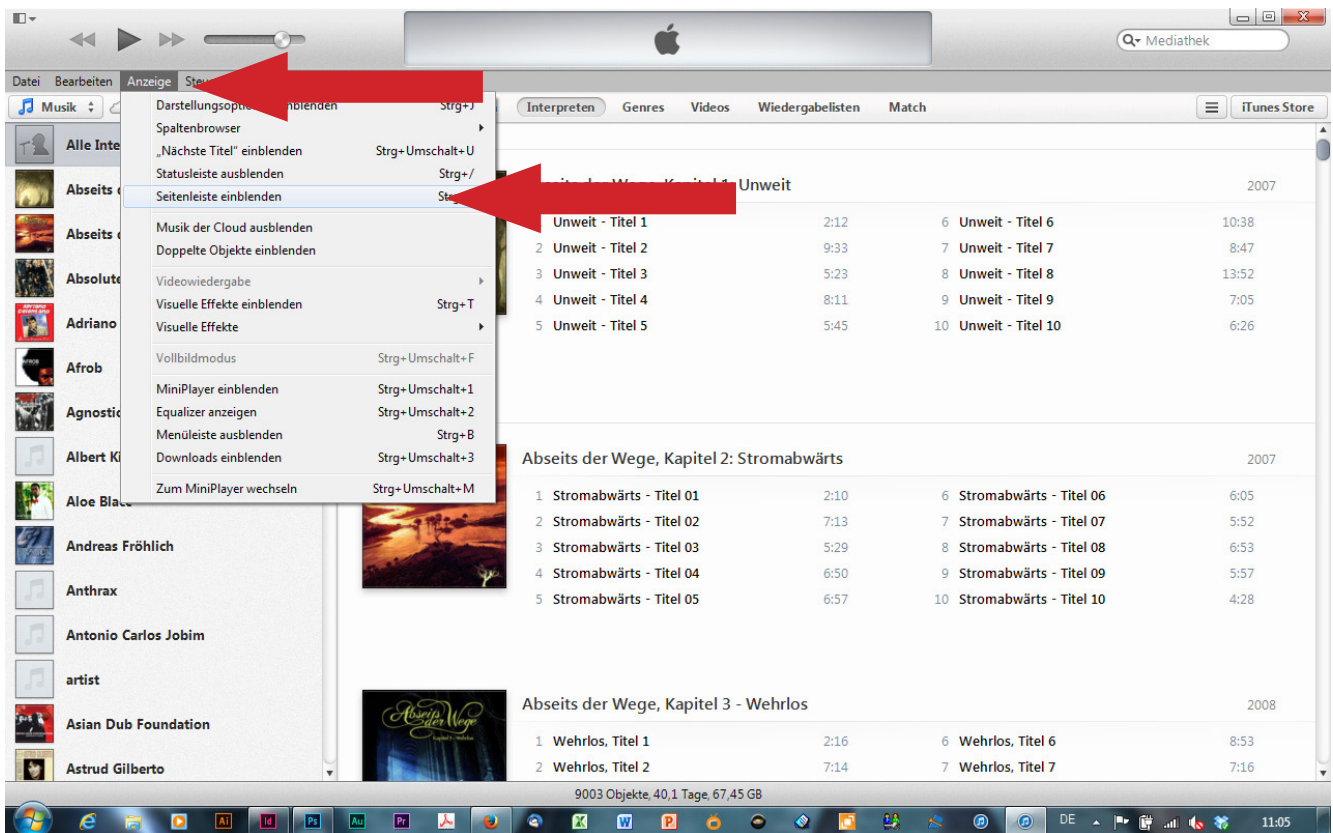 Mediathek
Datei Bearbeiten Anzeige
Musik
Interpreten Genres Videos Wiedergabelisten Match
iTunes Store
Darstellungsoptionen einblenden Strg+J
Spaltenbrowser
„Nächste Titel“ einblenden Strg+Umschalt+U
Statusleiste ausblenden Strg+/
Seitenleiste einblenden
Musik der Cloud ausblenden
Doppelte Objekte einblenden
Videowiedergabe
Visuelle Effekte einblenden Strg+T
Visuelle Effekte
Vollbildmodus Strg+Umschalt+F
MiniPlayer einblenden Strg+Umschalt+1
Equalizer anzeigen Strg+Umschalt+2
Menüleiste ausblenden Strg+B
Downloads einblenden Strg+Umschalt+3
Zum MiniPlayer wechseln Strg+Umschalt+M
Alle
Abseits
Abseits
Absolute
Adriano
Afrob
Albert
Aloe
Andreas Fröhlich
Anthrax
Antonio Carlos Jobim
artist
Asian Dub Foundation
Astrud Gilberto
Abseits der Wege, Kapitel 1: Unweit 2007
Unweit - Titel 1 2:12 6 Unweit - Titel 6 10:38
2 Unweit - Titel 2 9:33 7 Unweit - Titel 7 8:47
3 Unweit - Titel 3 5:23 8 Unweit - Titel 8 13:52
4 Unweit - Titel 4 8:11 9 Unweit - Titel 9 7:05
5 Unweit - Titel 5 5:45 10 Unweit - Titel 10 6:26
Abseits der Wege, Kapitel 2: Stromabwärts 2007
1 Stromabwärts - Titel 01 2:10 6 Stromabwärts - Titel 06 6:05
2 Stromabwärts - Titel 02 7:13 7 Stromabwärts - Titel 07 5:52
3 Stromabwärts - Titel 03 5:29 8 Stromabwärts - Titel 08 6:53
4 Stromabwärts - Titel 04 6:50 9 Stromabwärts - Titel 09 5:57
5 Stromabwärts - Titel 05 6:57 10 Stromabwärts - Titel 10 4:28
Abseits der Wege
Abseits der Wege, Kapitel 3 - Wehrlos 2008
1 Wehrlos, Titel 1 2:16 6 Wehrlos, Titel 6 8:53
2 Wehrlos, Titel 2 7:14 7 Wehrlos, Titel 7 7:16
9003 Objekte, 40,1 Tage, 67,45 GB
Ai Id Ps Au Pr
DE 11:05